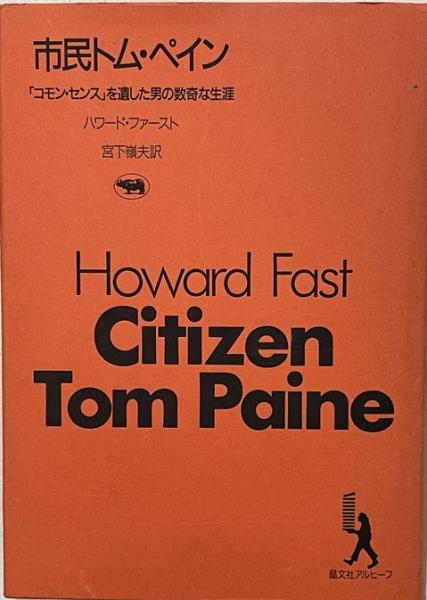 市民トム・ペイン
「コモン・センス」を遺した男の数奇な生涯
ハワード・ファースト
宮下嶺夫訳
Howard Fast
Citizen
Tom Paine
晶文社アルヒーフ